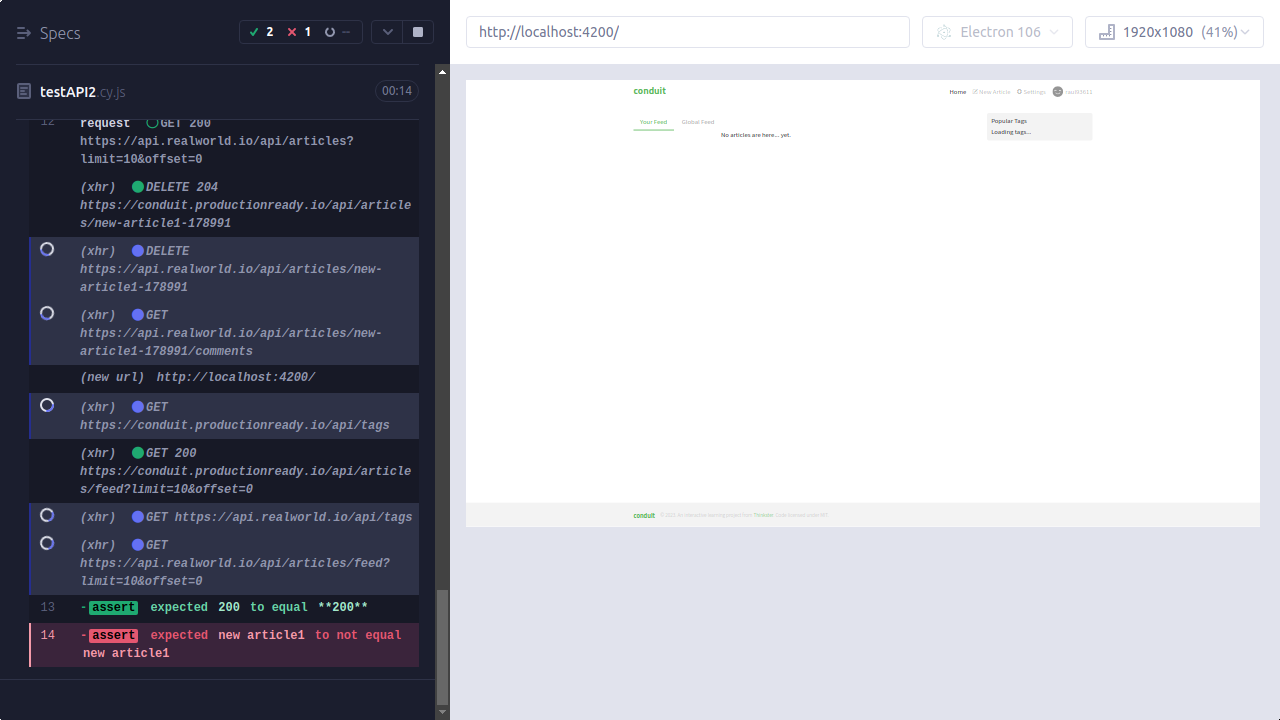 Specs
2
1
--
http://localhost:4200/
Electron 106
1920x1080 (41%)
testAPI2.cy.js
00:14
12
request GET 200
https://api.realworld.io/api/articles?
limit=10&offset=0
(xhr) DELETE 204
https://conduit.productionready.io/api/article
s/new-article1-178991
(xhr) DELETE
https://api.realworld.io/api/articles/new-
article1-178991
(xhr) GET
https://api.realworld.io/api/articles/new-
article1-178991/comments
(new url) http://localhost:4200/
(xhr) GET
https://conduit.productionready.io/api/tags
(xhr) GET 200
https://conduit.productionready.io/api/article
s/feed?limit=10&offset=0
(xhr) GET https://api.realworld.io/api/tags
(xhr) GET
https://api.realworld.io/api/articles/feed?
limit=10&offset=0
13 -assert expected 200 to equal **200**
14 -assert expected new article1 to not equal
new article1
conduit
Home New Article Settings
Your Feed Global Feed
No articles are here... yet.
Popular Tags
Loading tags...
conduit